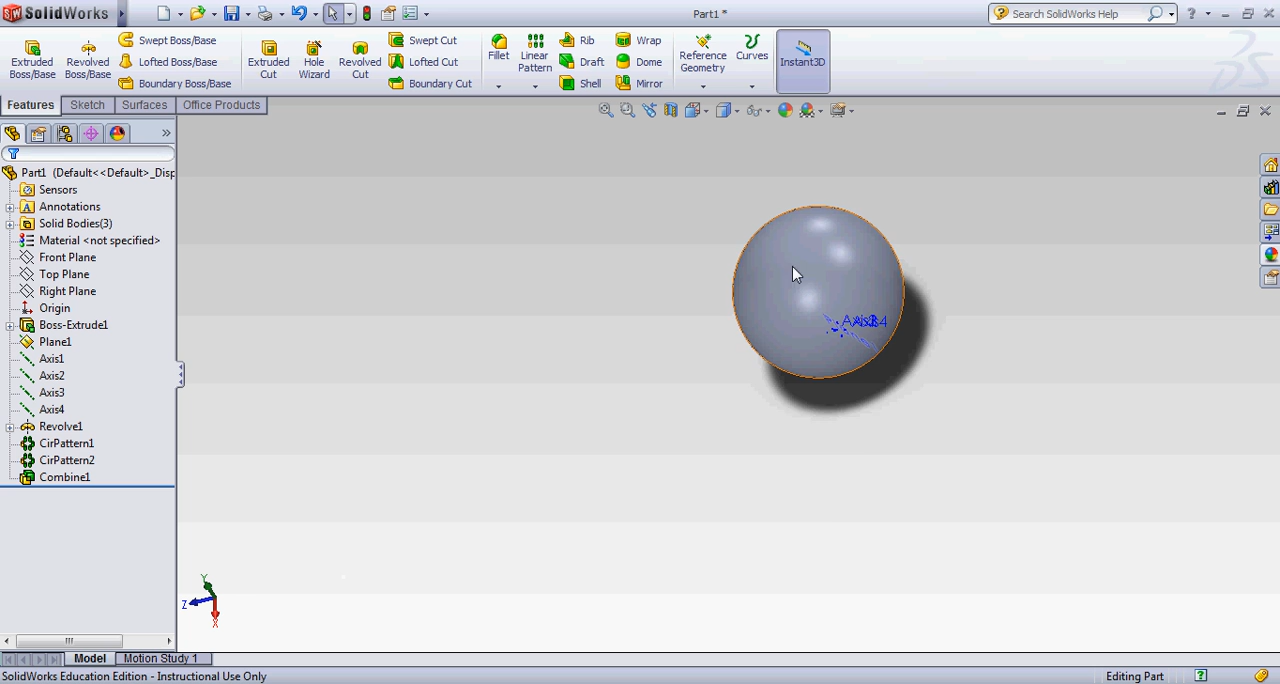 SolidWorks
Part1 *
Search SolidWorks Help
Extruded Boss/Base
Revolved Boss/Base
Swept Boss/Base
Lofted Boss/Base
Boundary Boss/Base
Extruded Cut
Hole Wizard
Revolved Cut
Swept Cut
Lofted Cut
Boundary Cut
Fillet
Linear Pattern
Rib
Draft
Shell
Wrap
Dome
Mirror
Reference Geometry
Curves
Instant3D
Features
Sketch
Surfaces
Office Products
Part1 (Default<<Default>_Disp
Sensors
Annotations
Solid Bodies(3)
Material <not specified>
Front Plane
Top Plane
Right Plane
Origin
Boss-Extrude1
Plane1
Axis1
Axis2
Axis3
Axis4
Revolve1
CirPattern1
CirPattern2
Combine1
Y
Z
X
Model
Motion Study 1
SolidWorks Education Edition - Instructional Use Only
Editing Part